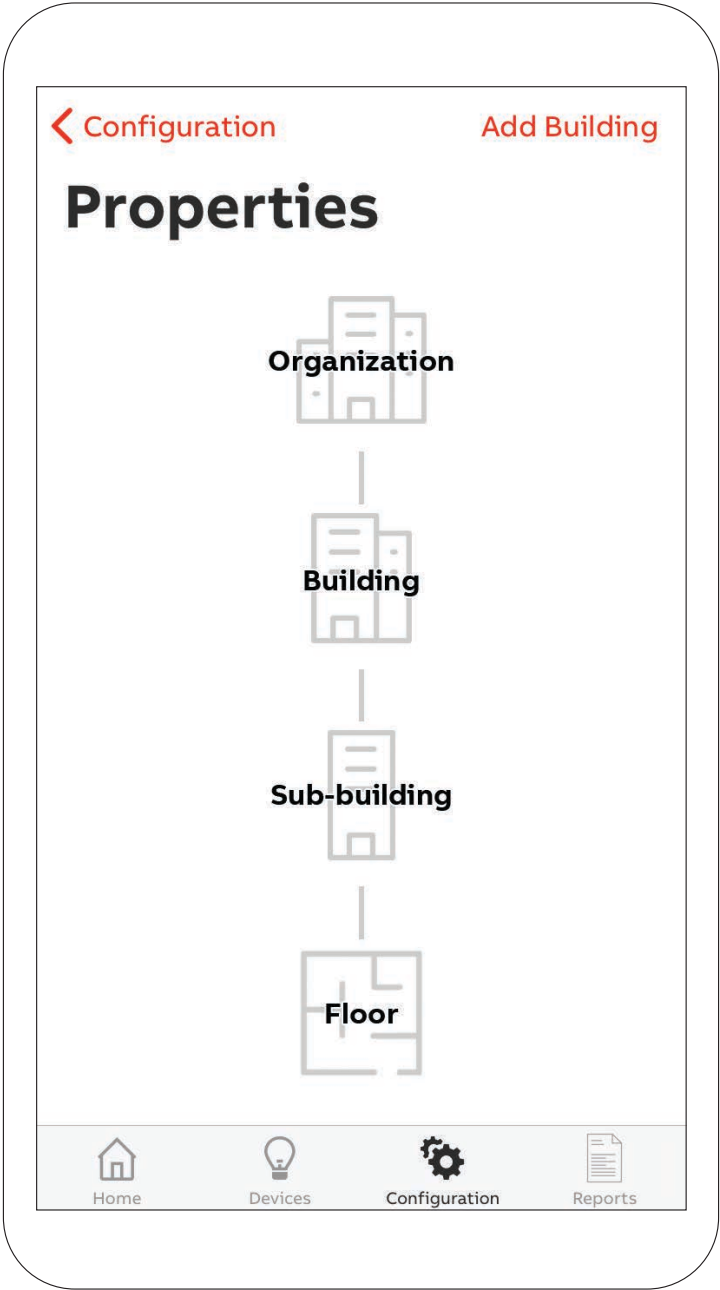 Configuration
Add Building
Properties
Organization
Building
Sub-building
Floor
Home
Devices
Configuration
Reports